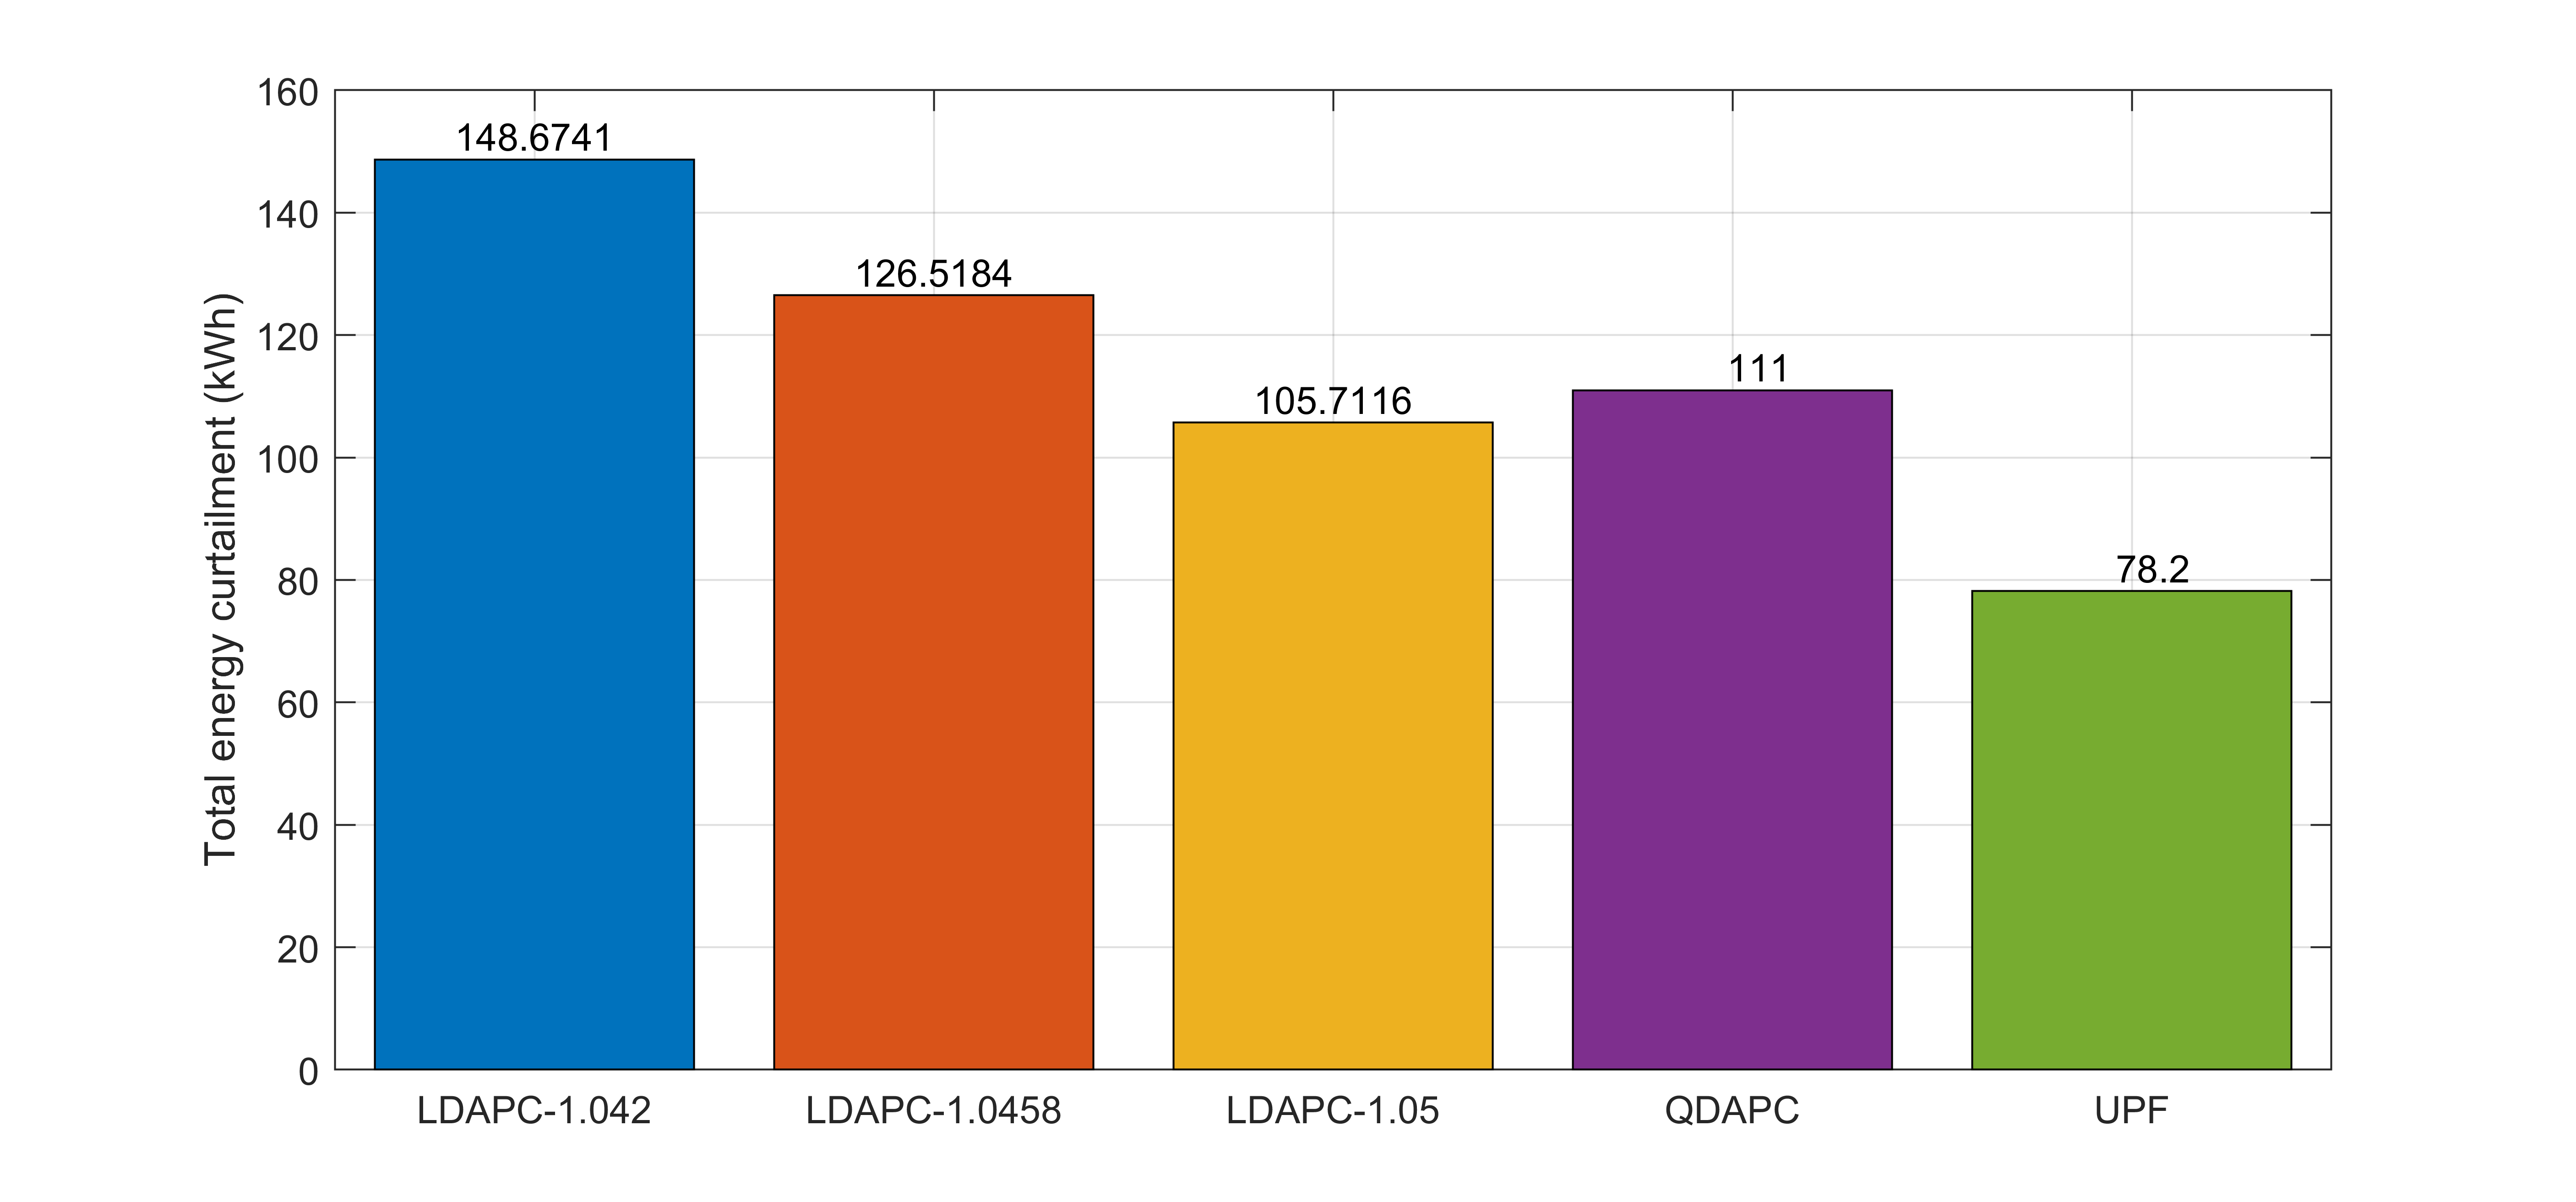 Total energy curtailment (kWh)
160
140
120
100
80
60
40
20
0
148.6741
126.5184
105.7116
111
78.2
LDAPC-1.042
LDAPC-1.0458
LDAPC-1.05
QDAPC
UPF